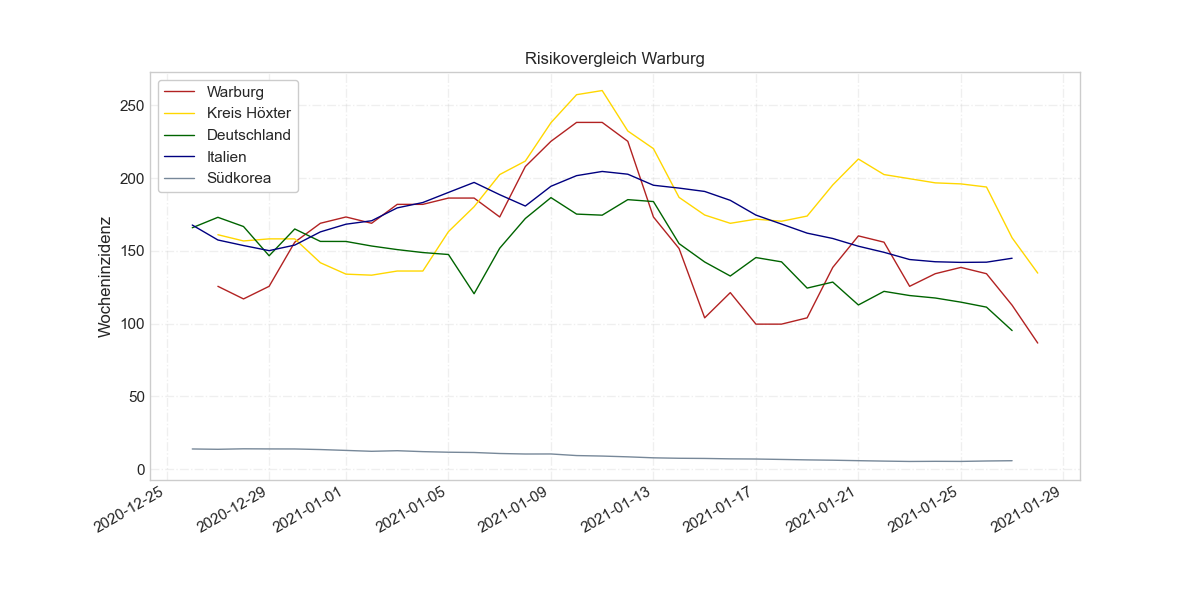 Risikovergleich Warburg
Warburg
Kreis Höxter
Deutschland
Italien
Südkorea
Wocheninzidenz
250
200
150
100
50
0
2020-12-25
2020-12-29
2021-01-01
2021-01-05
2021-01-09
2021-01-13
2021-01-17
2021-01-21
2021-01-25
2021-01-29